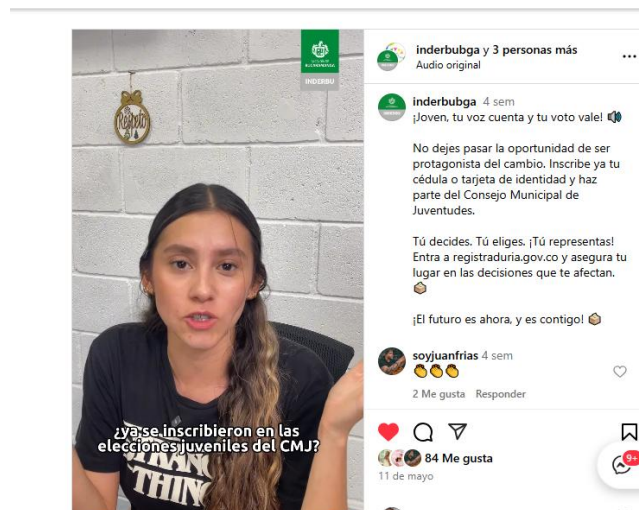 BUCARAMANGA
INDERBU
Respeto
¿ya se inscribieron en las
elecciones juveniles del CMJ?
THIN
inderbubga y 3 personas más
Audio original
inderbubga 4 sem
¡Joven, tu voz cuenta y tu voto vale!
No dejes pasar la oportunidad de ser
protagonista del cambio. Inscribe ya tu
cédula o tarjeta de identidad y haz
parte del Consejo Municipal de
Juventudes.
Tú decides. Tú eliges. ¡Tú representas!
Entra a registraduria.gov.co y asegura tu
lugar en las decisiones que te afectan.
¡El futuro es ahora, y es contigo!
soyjuanfrias 4 sem
2 Me gusta Responder
84 Me gusta
11 de mayo
9+